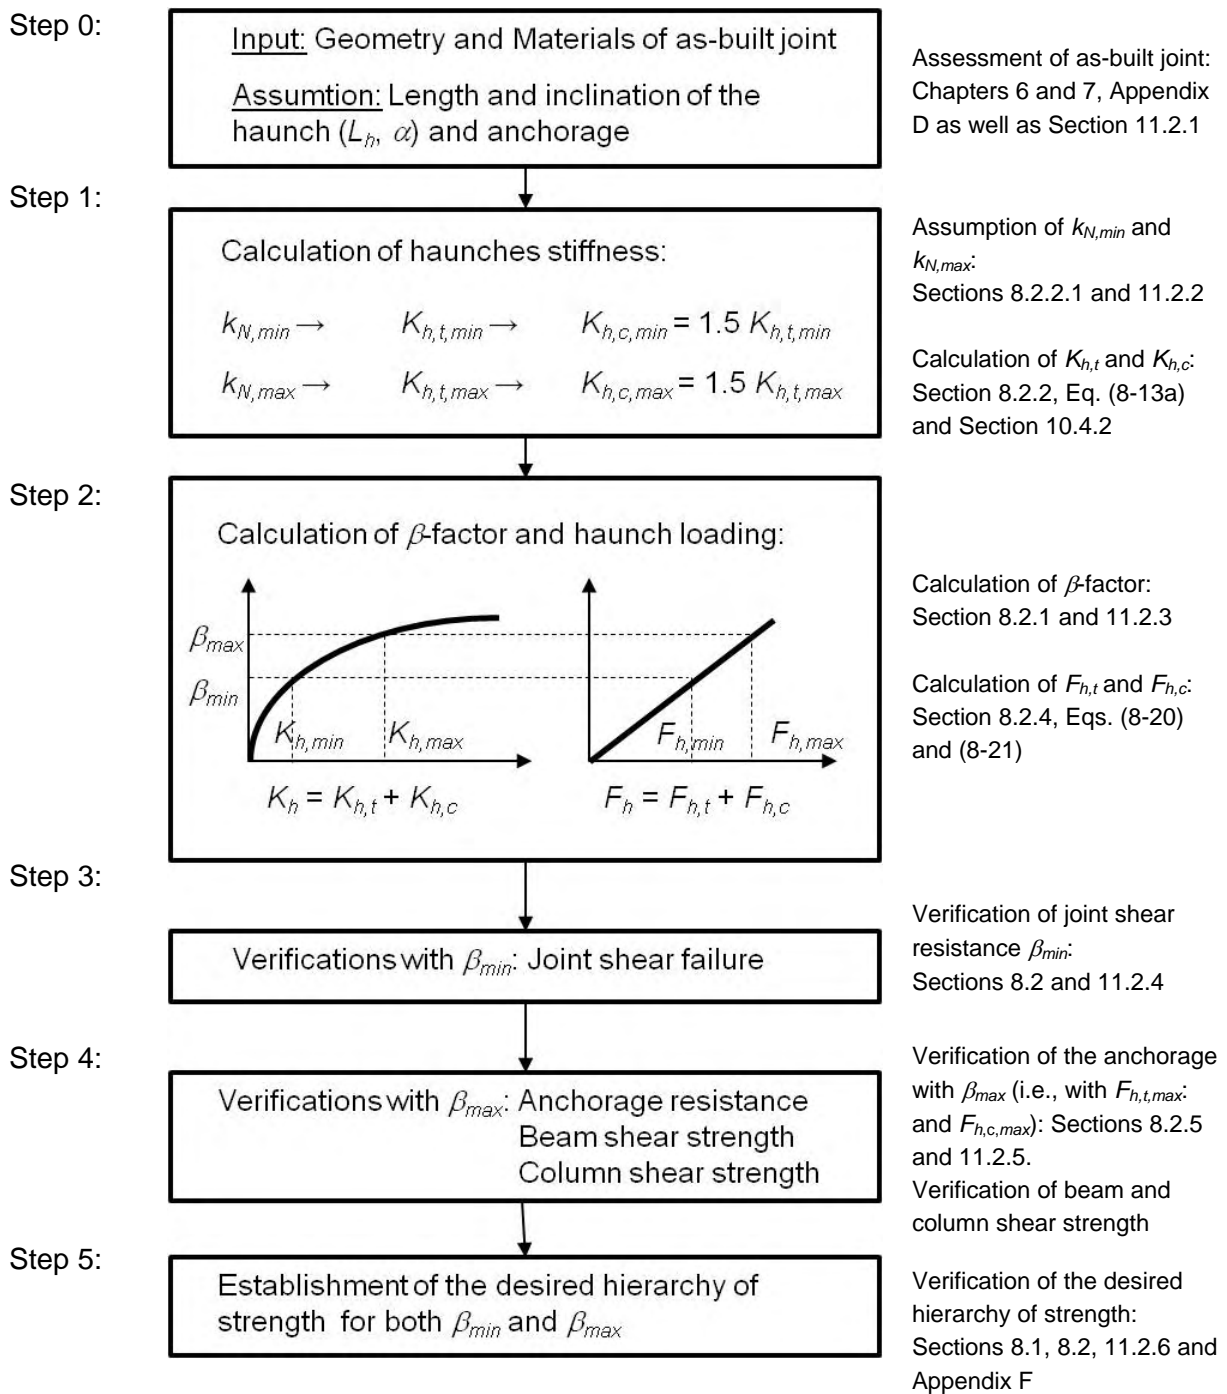 Step 0:
Input: Geometry and Materials of as-built joint
Assumtion: Length and inclination of the
haunch (Lh, α) and anchorage
Assessment of as-built joint:
Chapters 6 and 7, Appendix
D as well as Section 11.2.1
Step 1:
Calculation of haunches stiffness:
kN,min → Kh,t,min → Kh,c,min = 1.5 Kh,t,min
kN,max → Kh,t,max → Kh,c,max = 1.5 Kh,t,max
Assumption of kN,min and
kN,max:
Sections 8.2.2.1 and 11.2.2
Calculation of Kh,t and Kh,c:
Section 8.2.2, Eq. (8-13a)
and Section 10.4.2
Step 2:
Calculation of β-factor and haunch loading:
βmax
βmin
Kh,min Kh,max
Kh = Kh,t + Kh,c
Fh,min Fh,max
Fh = Fh,t + Fh,c
Calculation of β-factor:
Section 8.2.1 and 11.2.3
Calculation of Fh,t and Fh,c:
Section 8.2.4, Eqs. (8-20)
and (8-21)
Step 3:
Verifications with βmin: Joint shear failure
Verification of joint shear
resistance βmin:
Sections 8.2 and 11.2.4
Step 4:
Verifications with βmax: Anchorage resistance
Beam shear strength
Column shear strength
Verification of the anchorage
with βmax (i.e., with Fh,t,max:
and Fh,c,max): Sections 8.2.5
and 11.2.5.
Verification of beam and
column shear strength
Step 5:
Establishment of the desired hierarchy of
strength for both βmin and βmax
Verification of the desired
hierarchy of strength:
Sections 8.1, 8.2, 11.2.6 and
Appendix F